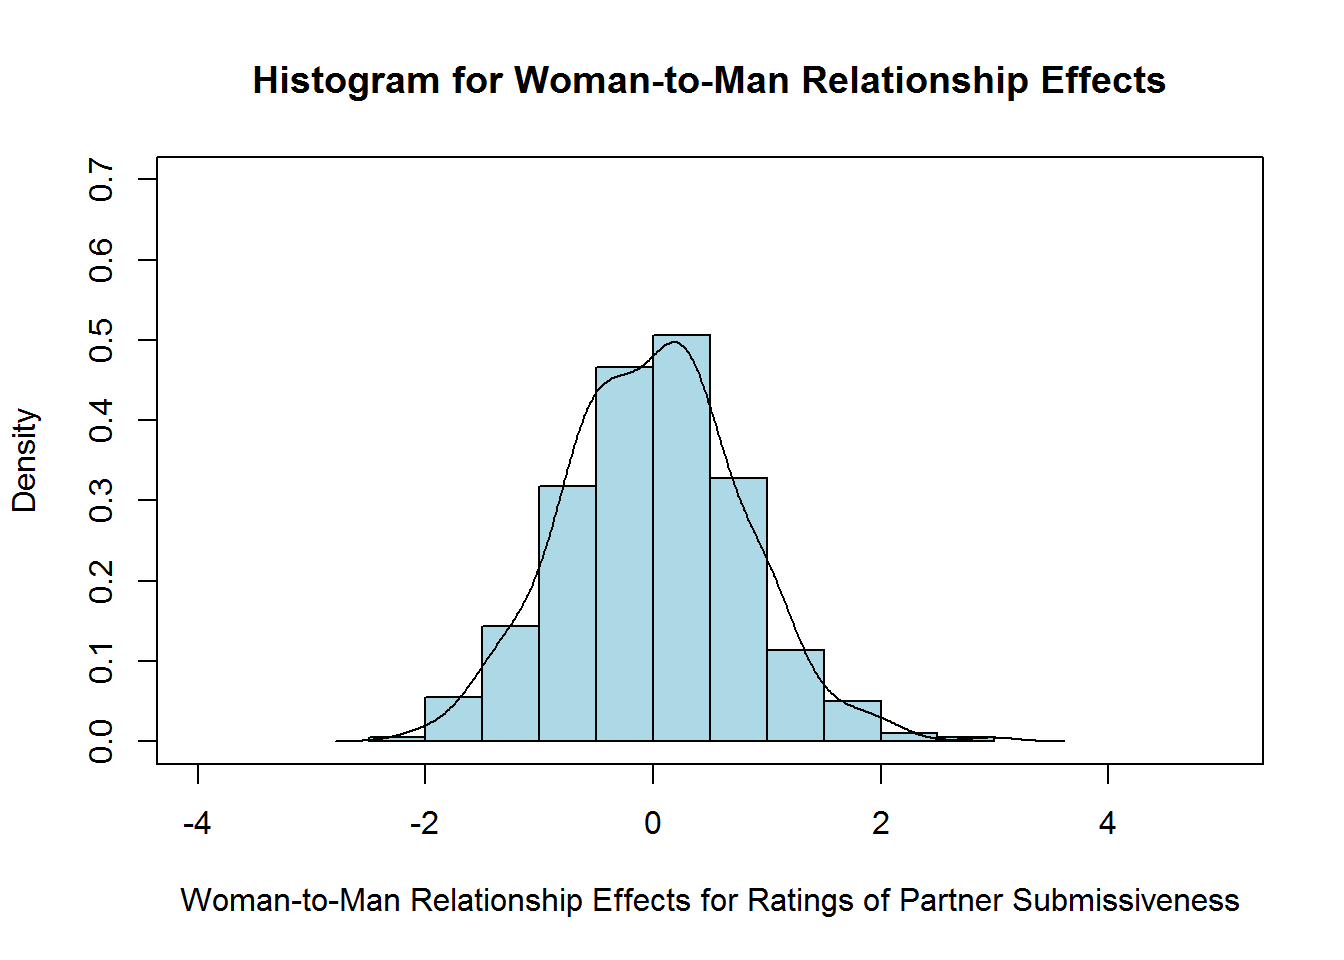 Histogram for Woman-to-Man Relationship Effects
Density
0.7
0.6
0.5
0.4
0.3
0.2
0.1
0.0
-4 -2 0 2 4
Woman-to-Man Relationship Effects for Ratings of Partner Submissiveness